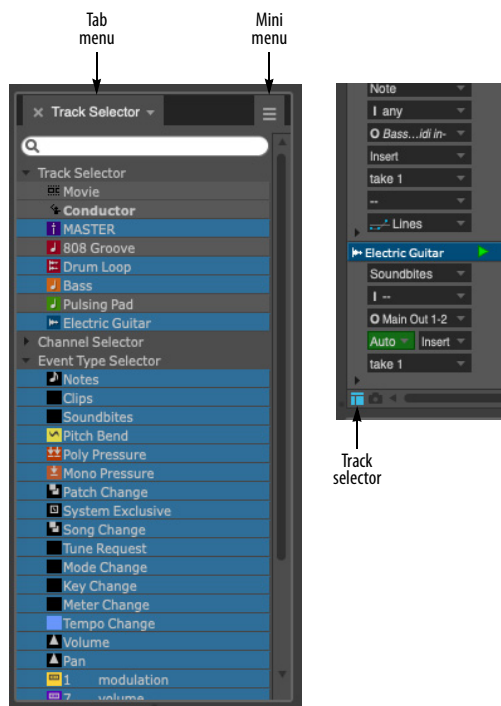 Tab
menu
Mini
menu
Track Selector
Track Selector
Movie
Conductor
MASTER
808 Groove
Drum Loop
Bass
Pulsing Pad
Electric Guitar
Channel Selector
Event Type Selector
Notes
Clips
Soundbites
Pitch Bend
Poly Pressure
Mono Pressure
Patch Change
System Exclusive
Song Change
Tune Request
Mode Change
Key Change
Meter Change
Tempo Change
Volume
Pan
1 modulation
7 volume
Note
I any
O Bass…idi in-
Insert
take 1
--
Lines
Electric Guitar
Soundbites
I --
O Main Out 1-2
Auto Insert
take 1
Track
selector